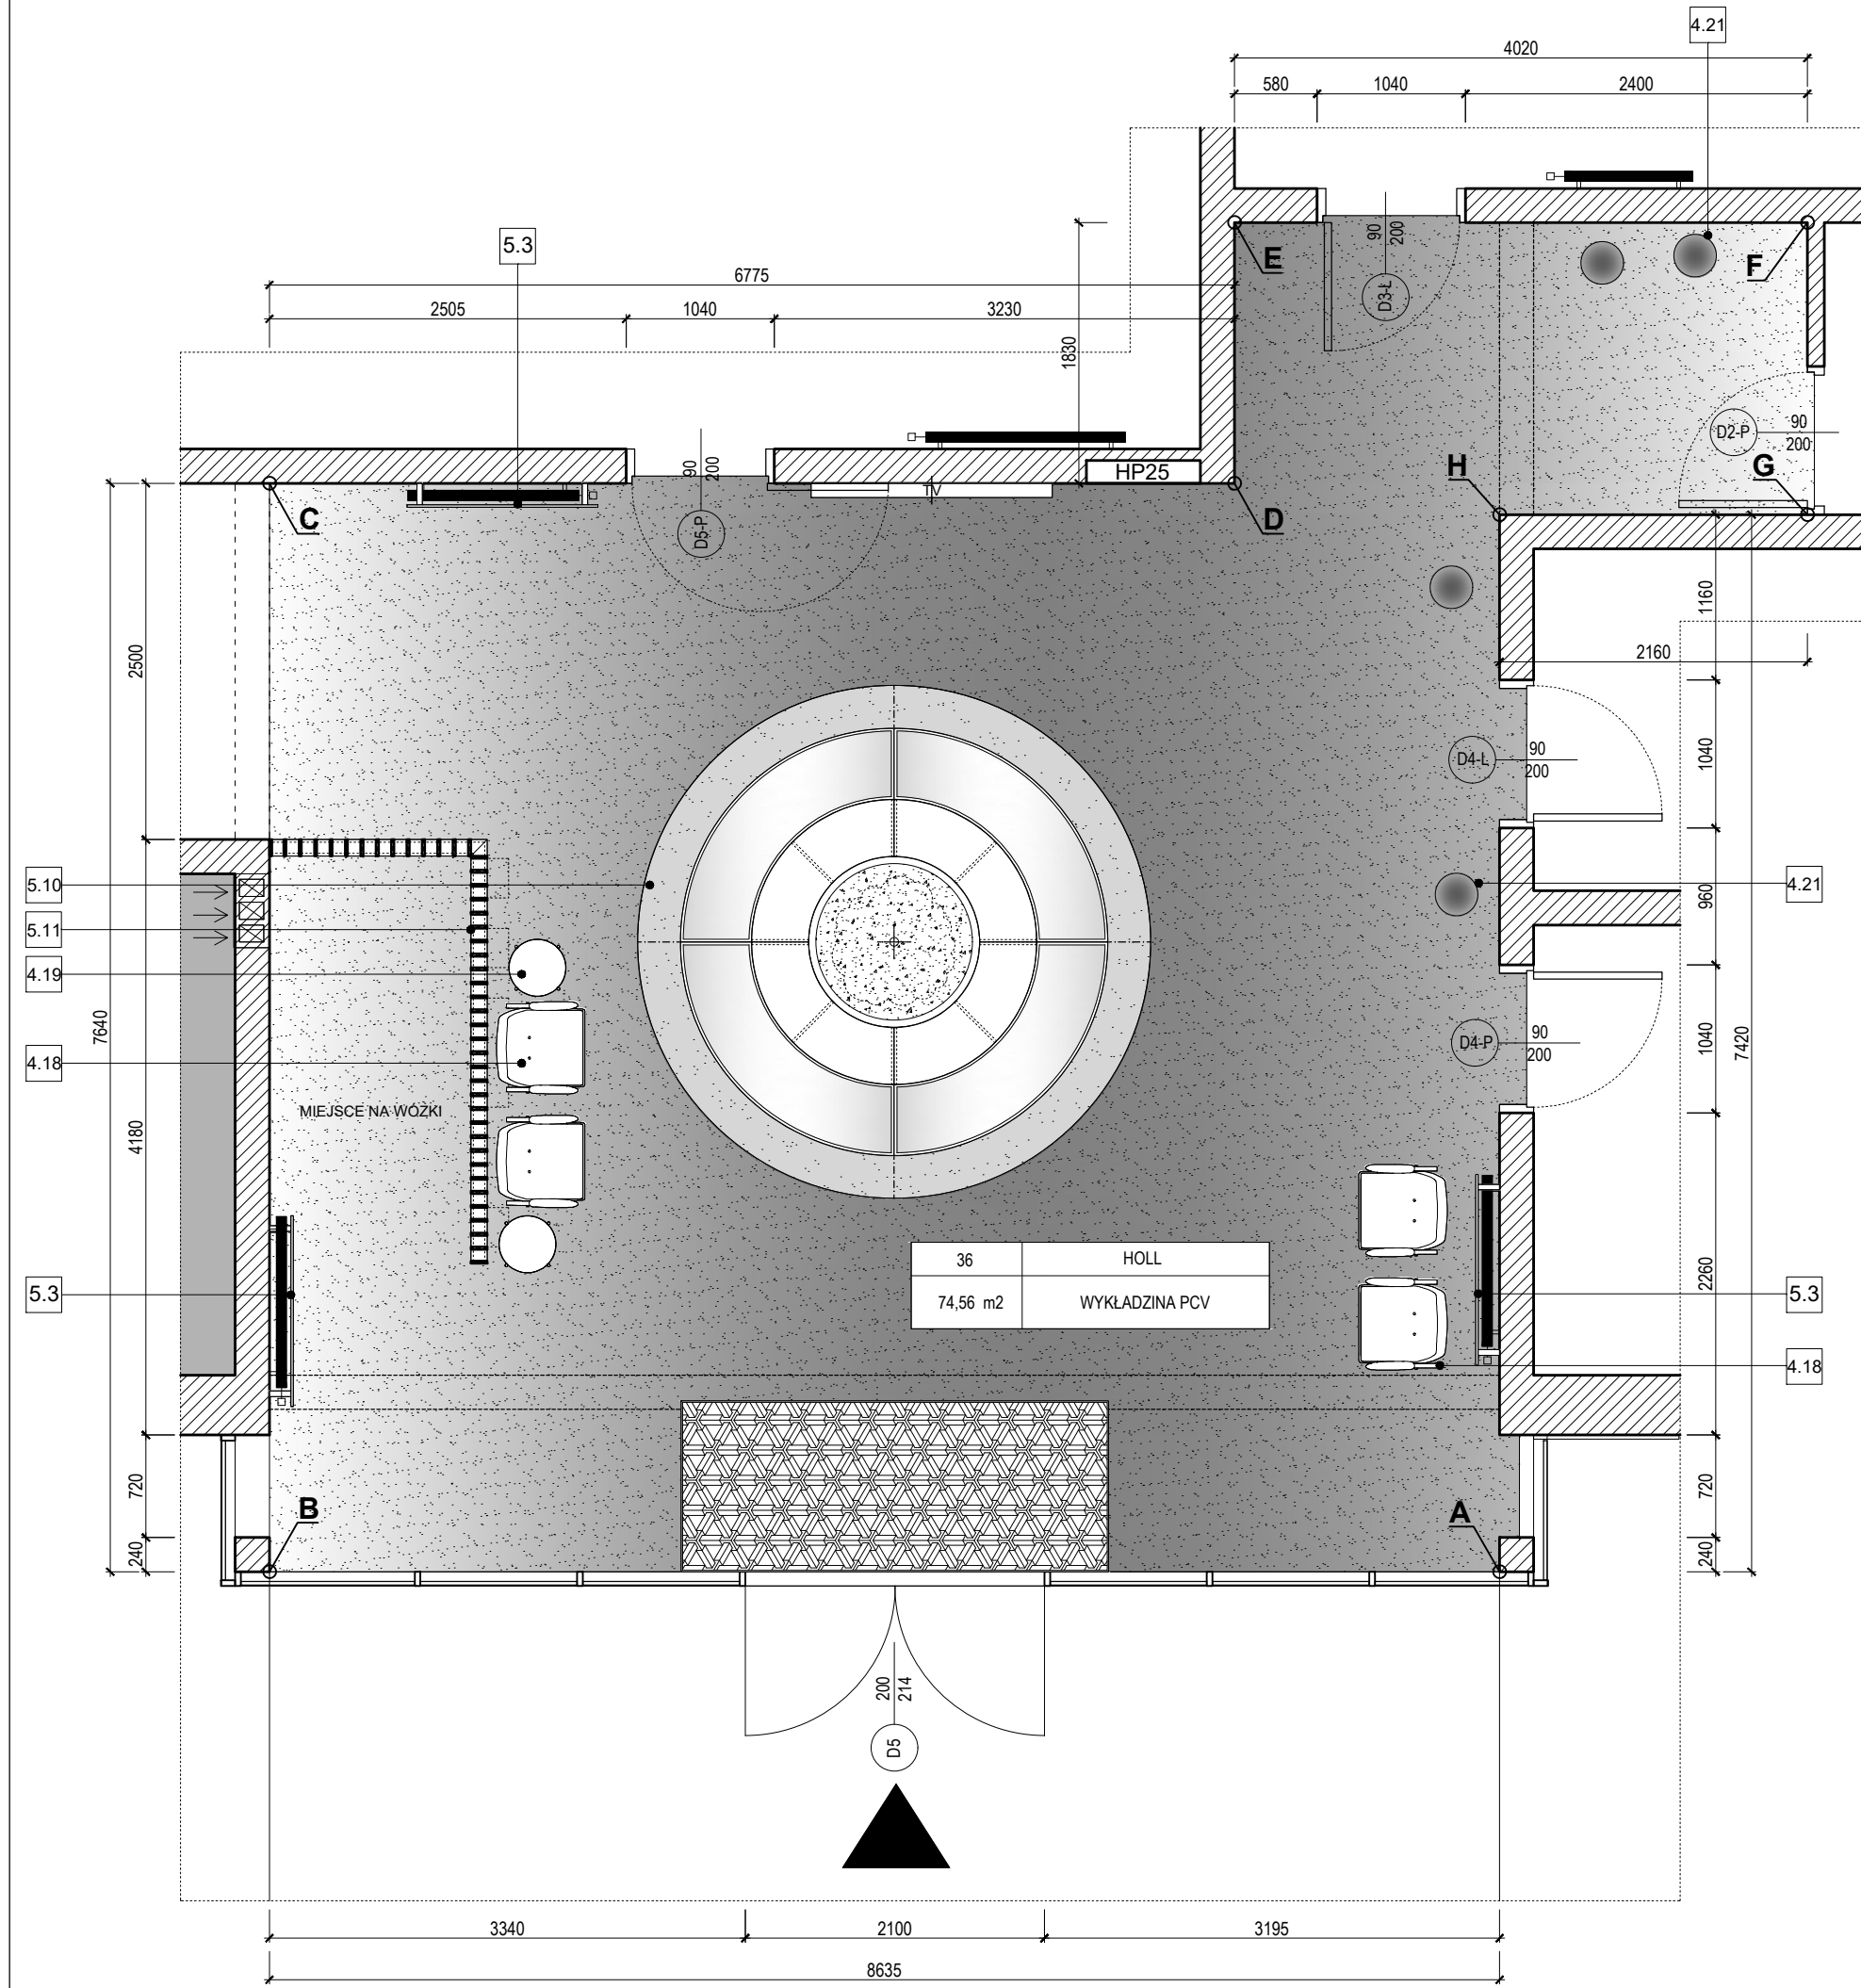 4.21
4020
580 1040 2400
5.3
6775
2505 1040 3230
1830
E
F
90
200
D3-L
D2-P
90
200
90
200
D5-P
TV
HP25
C
D
H
G
2500
1160
2160
D4-L
90
200
1040
5.10
5.11
4.19
4.18
4.21
960
7640
4180
D4-P
90
200
1040
7420
MIEJSCE NA WÓZKI
36 HOLL
74,56 m2 WYKŁADZINA PCV
5.3
2260
5.3
4.18
720
B
A
720
240
240
200
214
D5
3340 2100 3195
8635